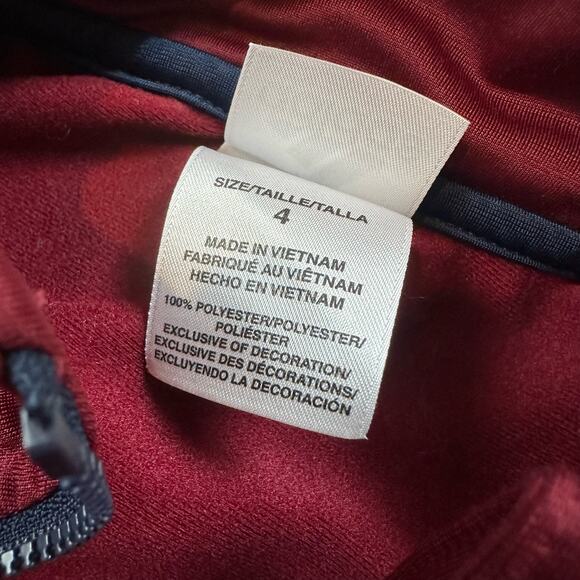 SIZE/TAILLE/TALLA
4
MADE IN VIETNAM
FABRIQUÉ AU VIÊTNAM
HECHO EN VIETNAM
100% POLYESTER/POLYESTER/
POLIÉSTER
EXCLUSIVE OF DECORATION/
EXCLUSIVE DES DÉCORATIONS/
EXCLUYENDO LA DECORACIÓN